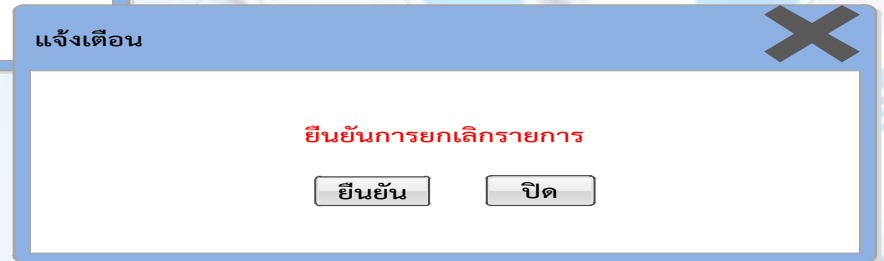 แจ้งเตือน
ยืนยันการยกเลิกรายการ
ยืนยัน ปิด